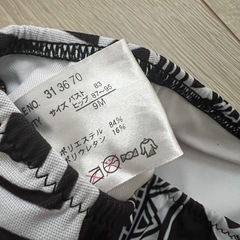 E NO. 313670
サイズ バスト 83
ヒップ 87~95
9M
ポリエステル 84%
ポリウレタン 16%